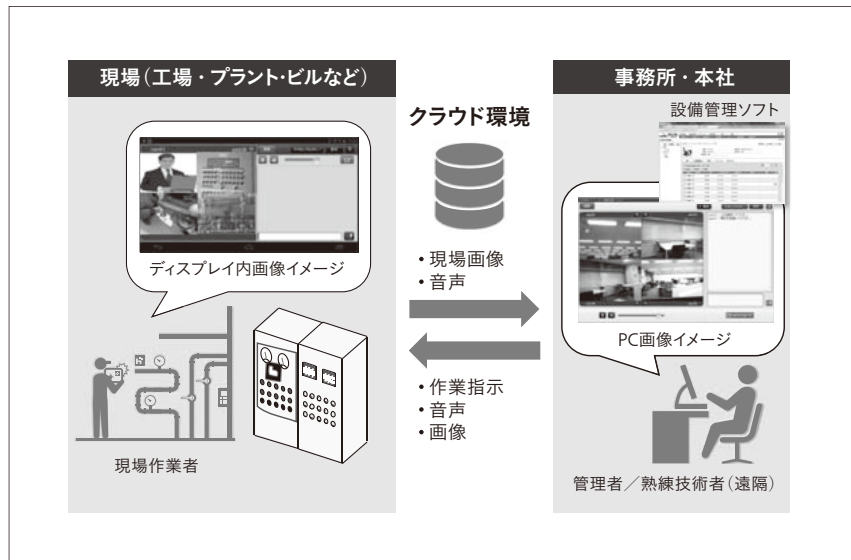 現場（工場・プラント・ビルなど）
ディスプレイ内画像イメージ
現場作業者
クラウド環境
・現場画像
・音声
・作業指示
・音声
・画像
事務所・本社
設備管理ソフト
PC画像イメージ
管理者／熟練技術者（遠隔）